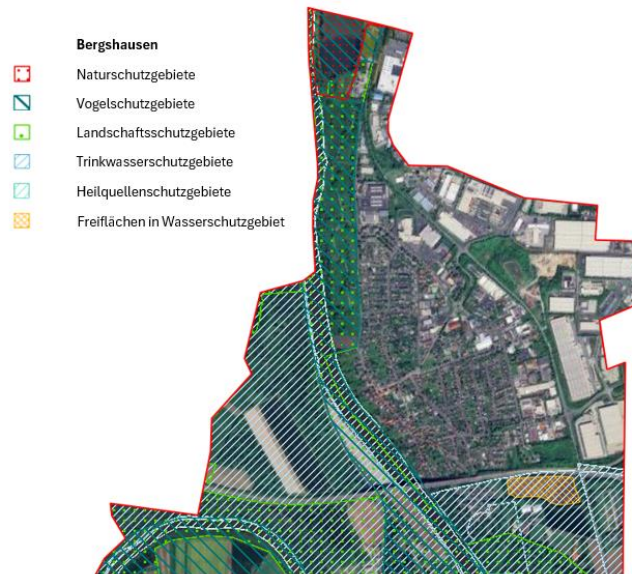 Bergshausen
Naturschutzgebiete
Vogelschutzgebiete
Landschaftsschutzgebiete
Trinkwasserschutzgebiete
Heilquellenschutzgebiete
Freiflächen in Wasserschutzgebiet